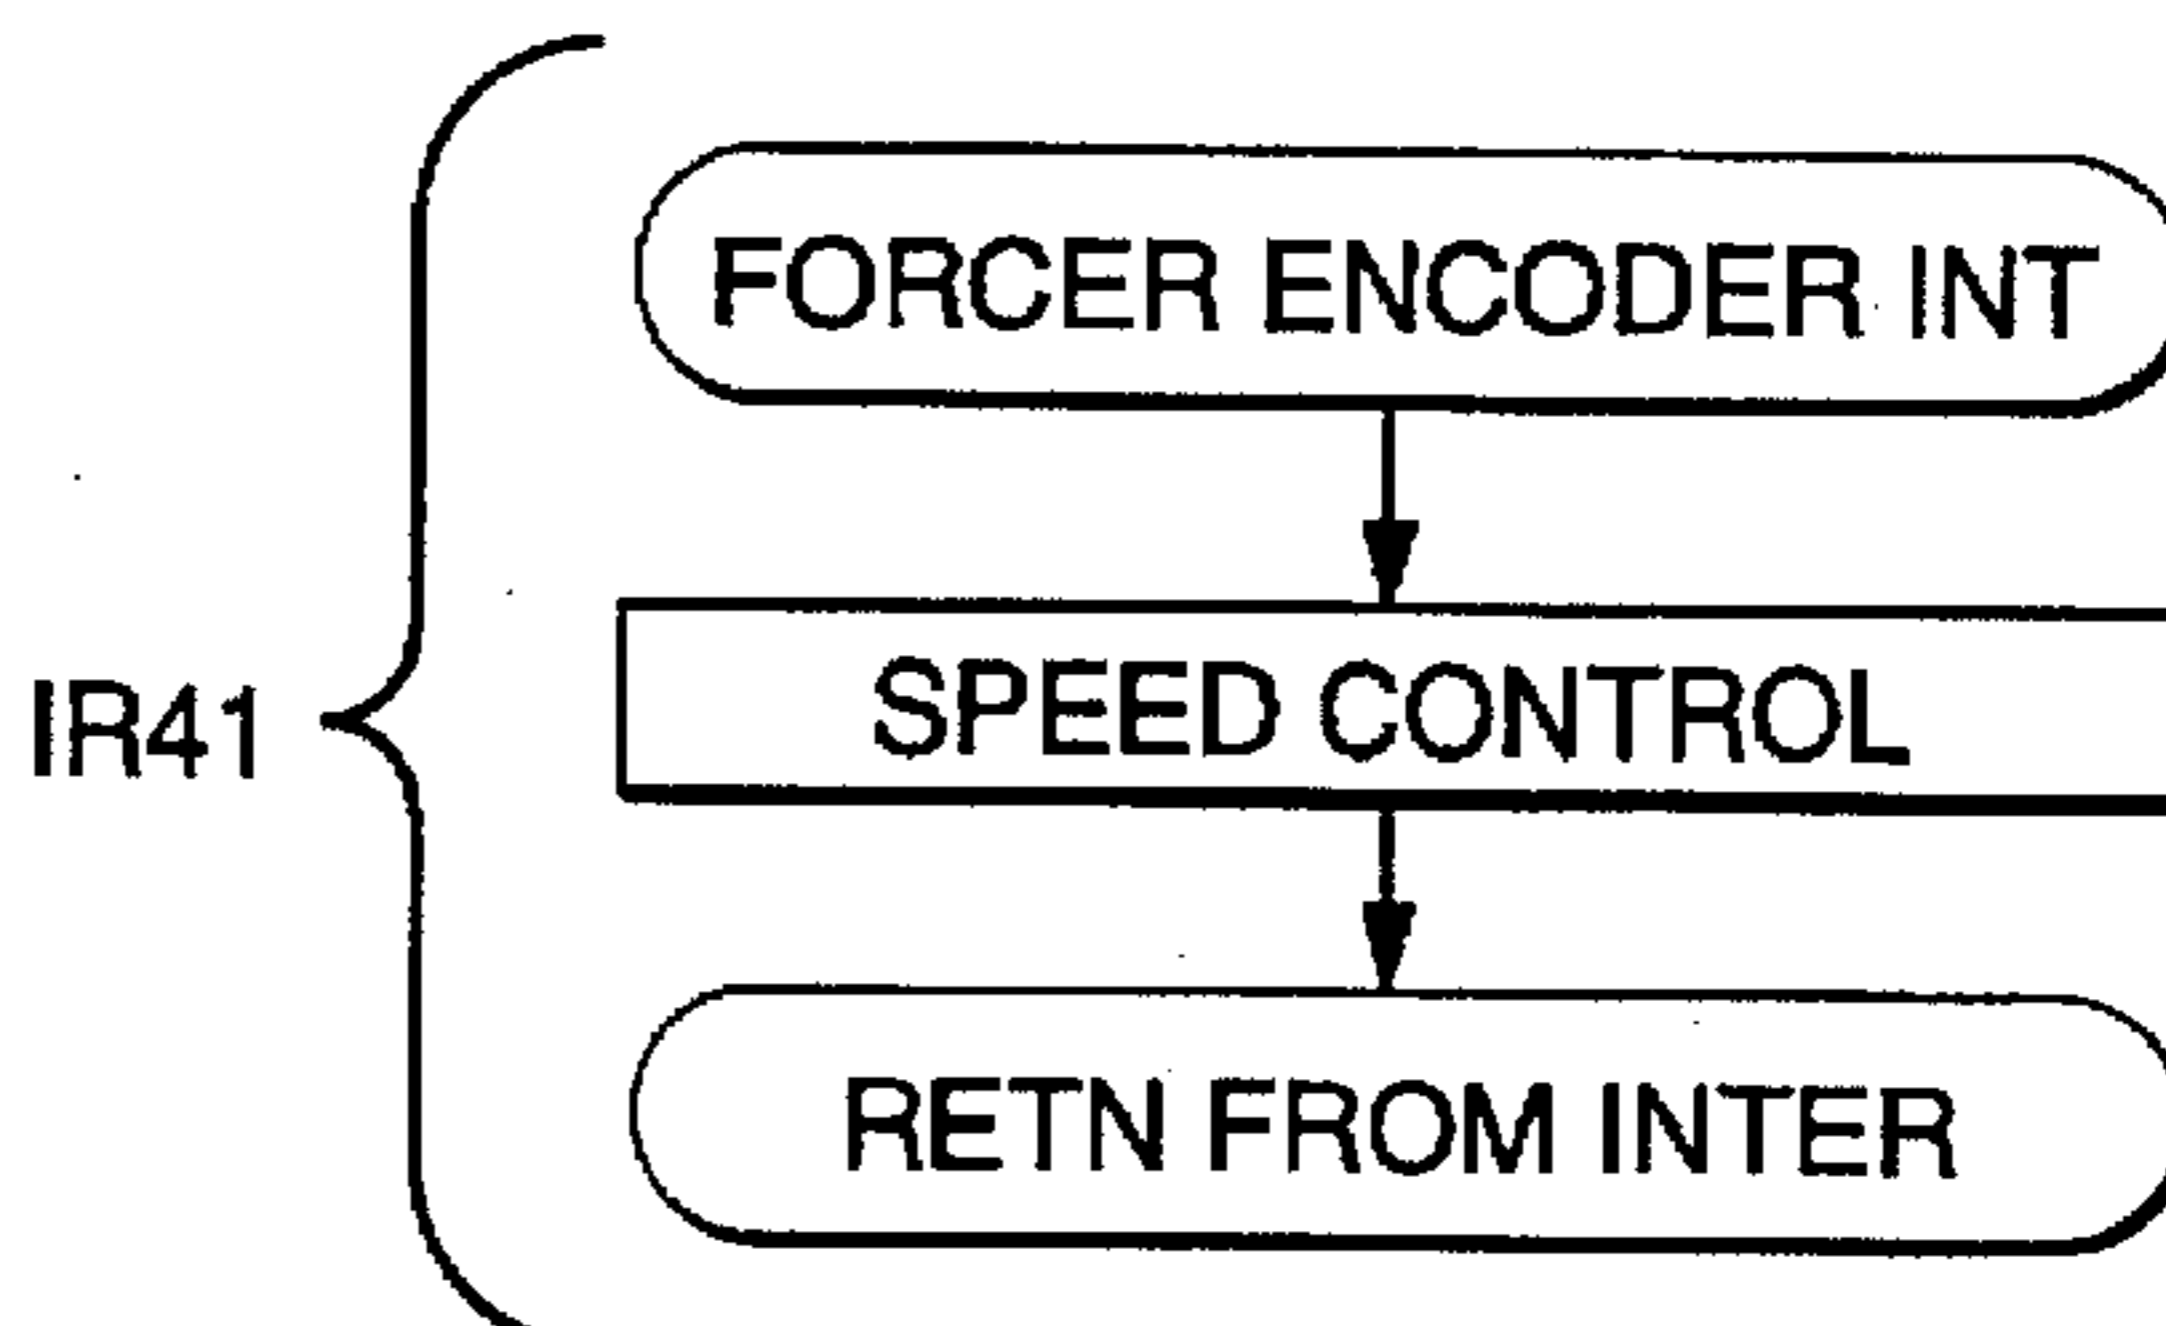 FORCER ENCODER INT
IR41
SPEED CONTROL
RETN FROM INTER